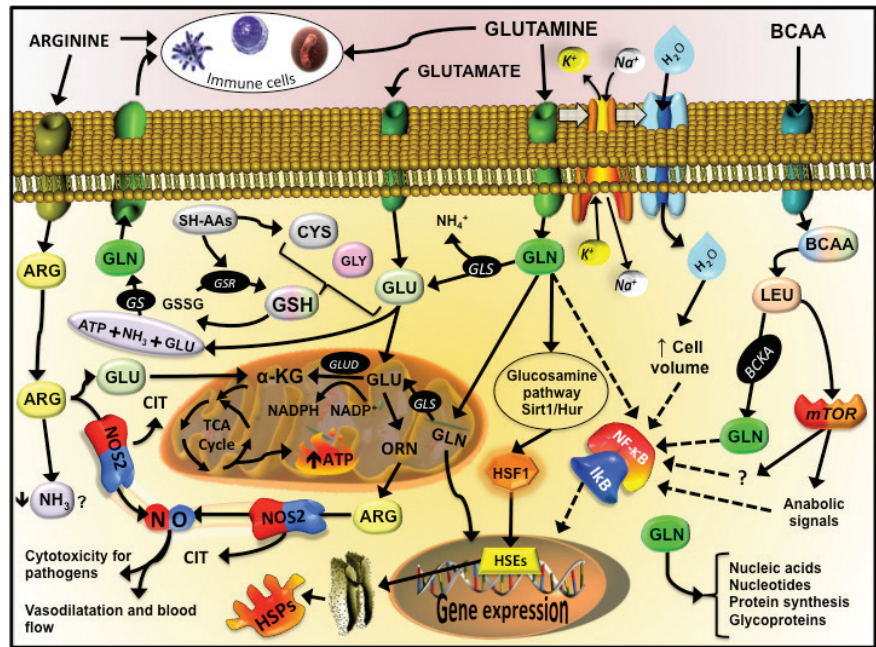 ARGININE
Immune cells
GLUTAMINE
GLUTAMATE
K⁺
Na⁺
H₂O
BCAA
SH-AAs
CYS
GLY
NH₄⁺
GLS
GLN
K⁺
Na⁺
H₂O
BCAA
ARG
GLN
GS
GSSG
GSR
GSH
GLU
LEU
ATP + NH₃ + GLU
↑ Cell
volume
BCKA
mTOR
ARG
GLU
CIT
α-KG
GLUD
GLU
NADPH
NADP⁺
GLS
GLN
TCA
Cycle
↑ATP
ORN
Glucosamine
pathway
Sirt1/Hur
NF-κB
IkB
GLN
?
Anabolic
signals
NOS2
NH₃ ?
NO
NOS2
ARG
CIT
HSF1
Cytotoxicity for
pathogens
Vasodilatation and blood
flow
HSPs
HSEs
Gene expression
GLN
Nucleic acids
Nucleotides
Protein synthesis
Glycoproteins